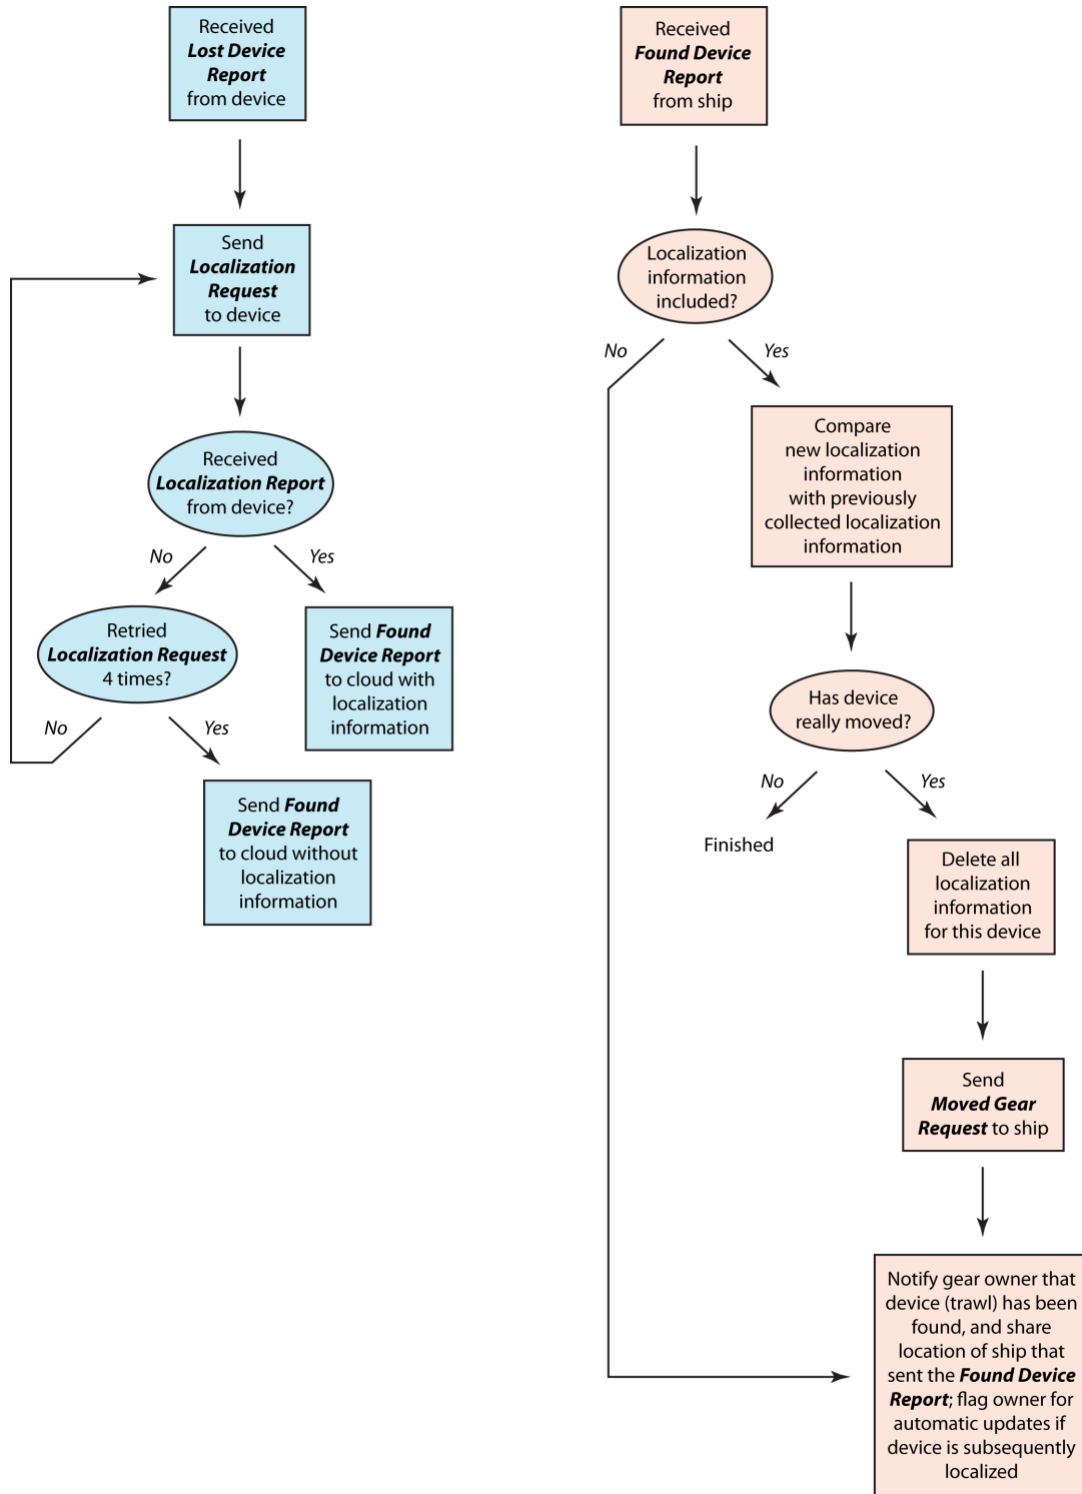 Received
Lost Device
Report
from device
Send
Localization
Request
to device
Received
Localization Report
from device?
No
Yes
Retried
Localization Request
4 times?
Send Found
Device Report
to cloud with
localization
information
No
Yes
Send Found
Device Report
to cloud without
localization
information
Received
Found Device
Report
from ship
Localization
information
included?
No
Yes
Compare
new localization
information
with previously
collected localization
information
Has device
really moved?
No
Yes
Finished
Delete all
localization
information
for this device
Send
Moved Gear
Request to ship
Notify gear owner that
device (trawl) has been
found, and share
location of ship that
sent the Found Device
Report; flag owner for
automatic updates if
device is subsequently
localized